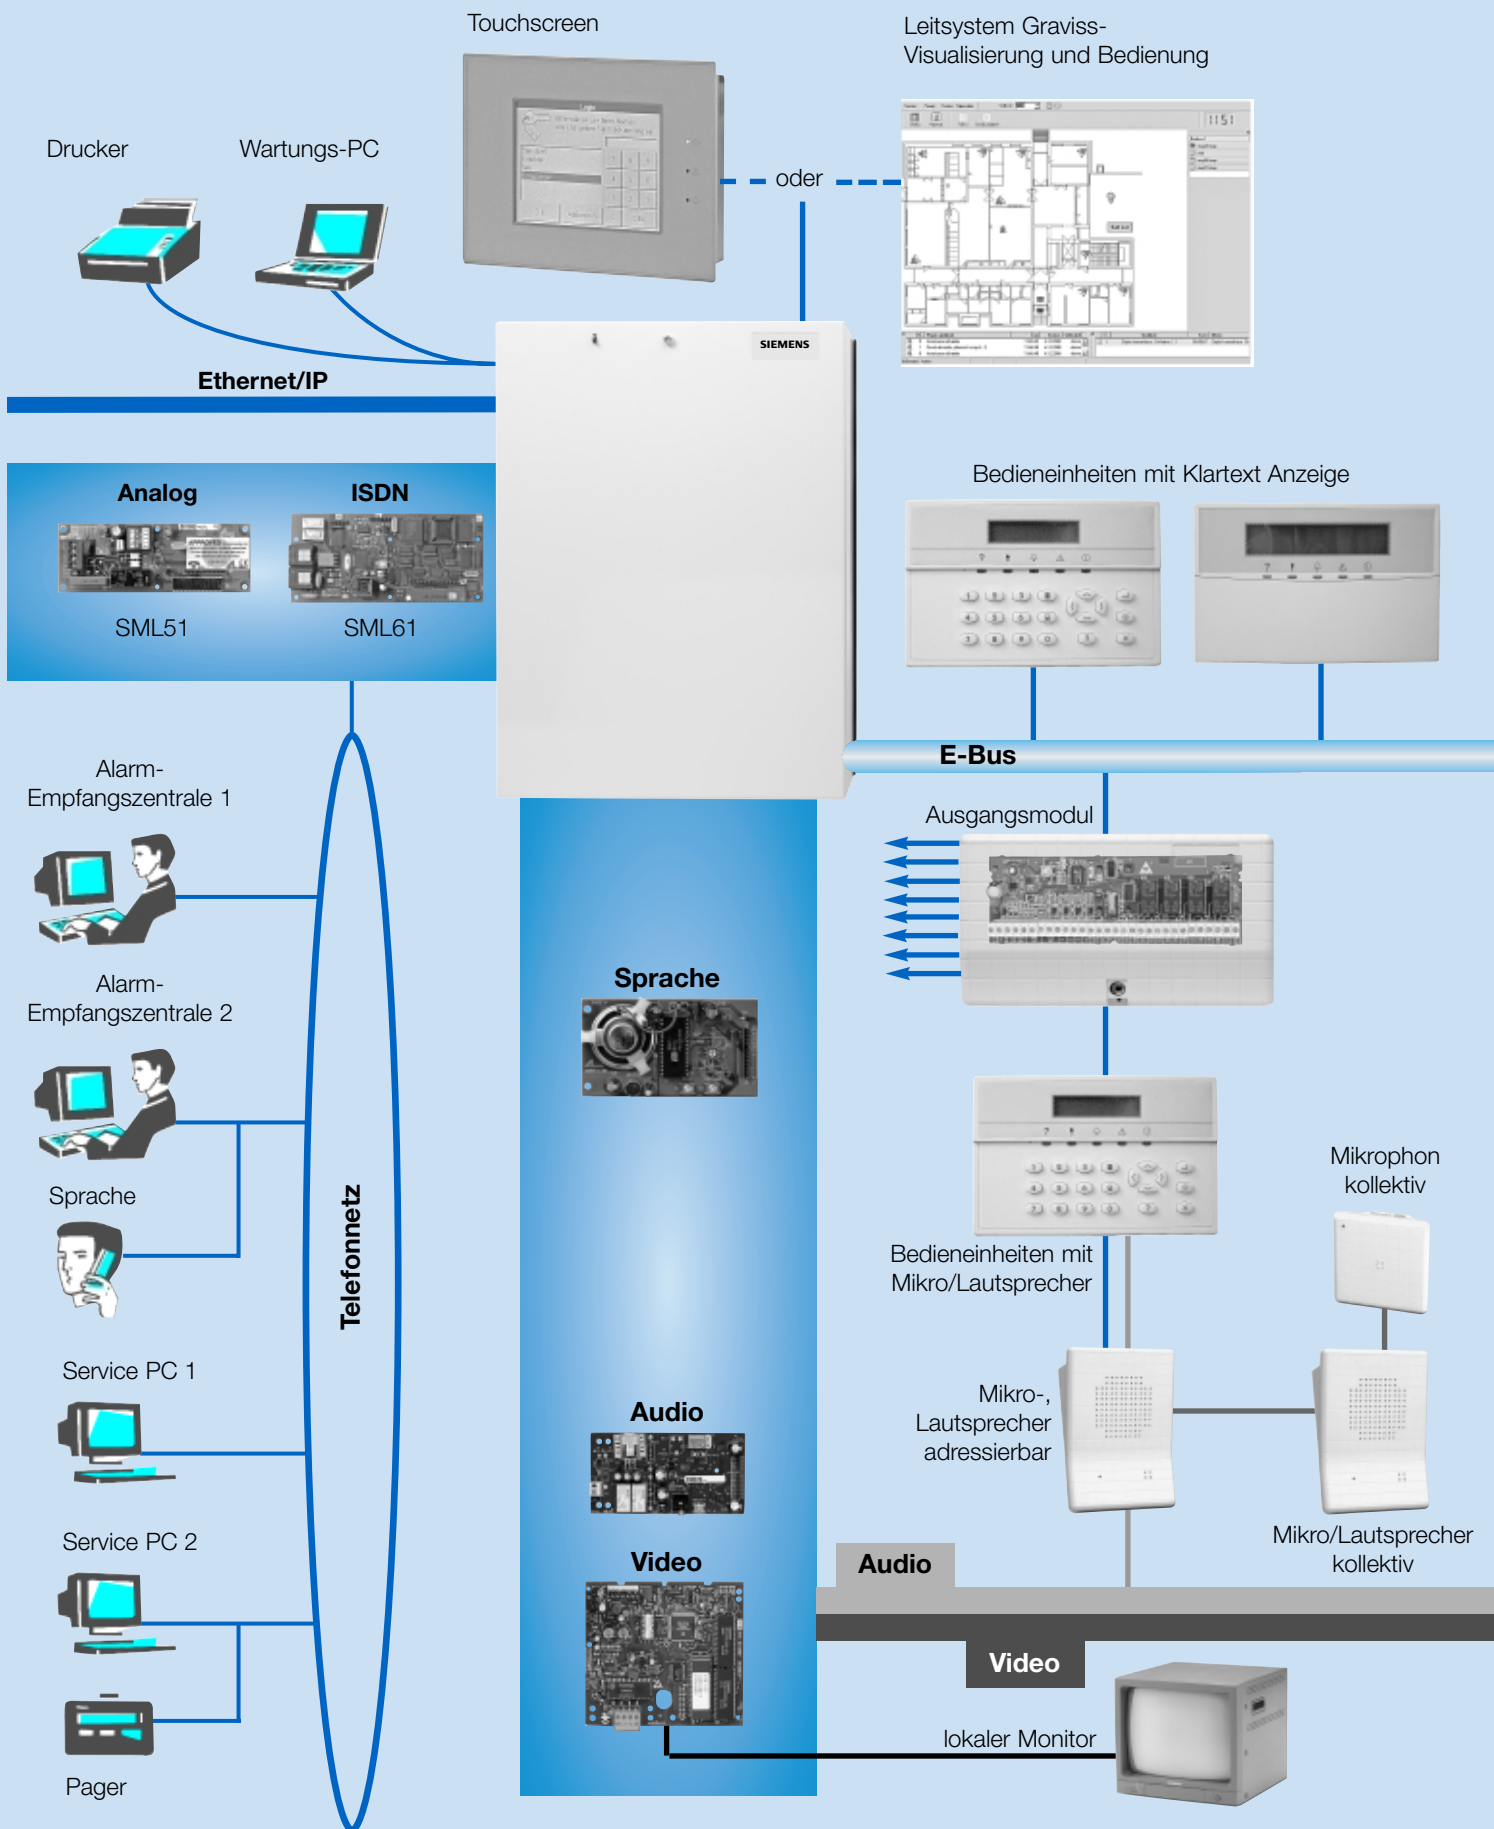 Touchscreen
Leitsystem Graviss-
Visualisierung und Bedienung
Login
1151
Drucker
Wartungs-PC
oder
SIEMENS
Ethernet/IP
Analog
ISDN
SML51
SML61
Bedieneinheiten mit Klartext Anzeige
E-Bus
Alarm-
Empfangszentrale 1
Ausgangsmodul
Alarm-
Empfangszentrale 2
Sprache
Sprache
Telefonnetz
Mikrophon
kollektiv
Bedieneinheiten mit
Mikro/Lautsprecher
Service PC 1
Mikro-,
Lautsprecher
adressierbar
Audio
Service PC 2
Video
Mikro/Lautsprecher
kollektiv
Audio
Video
lokaler Monitor
Pager